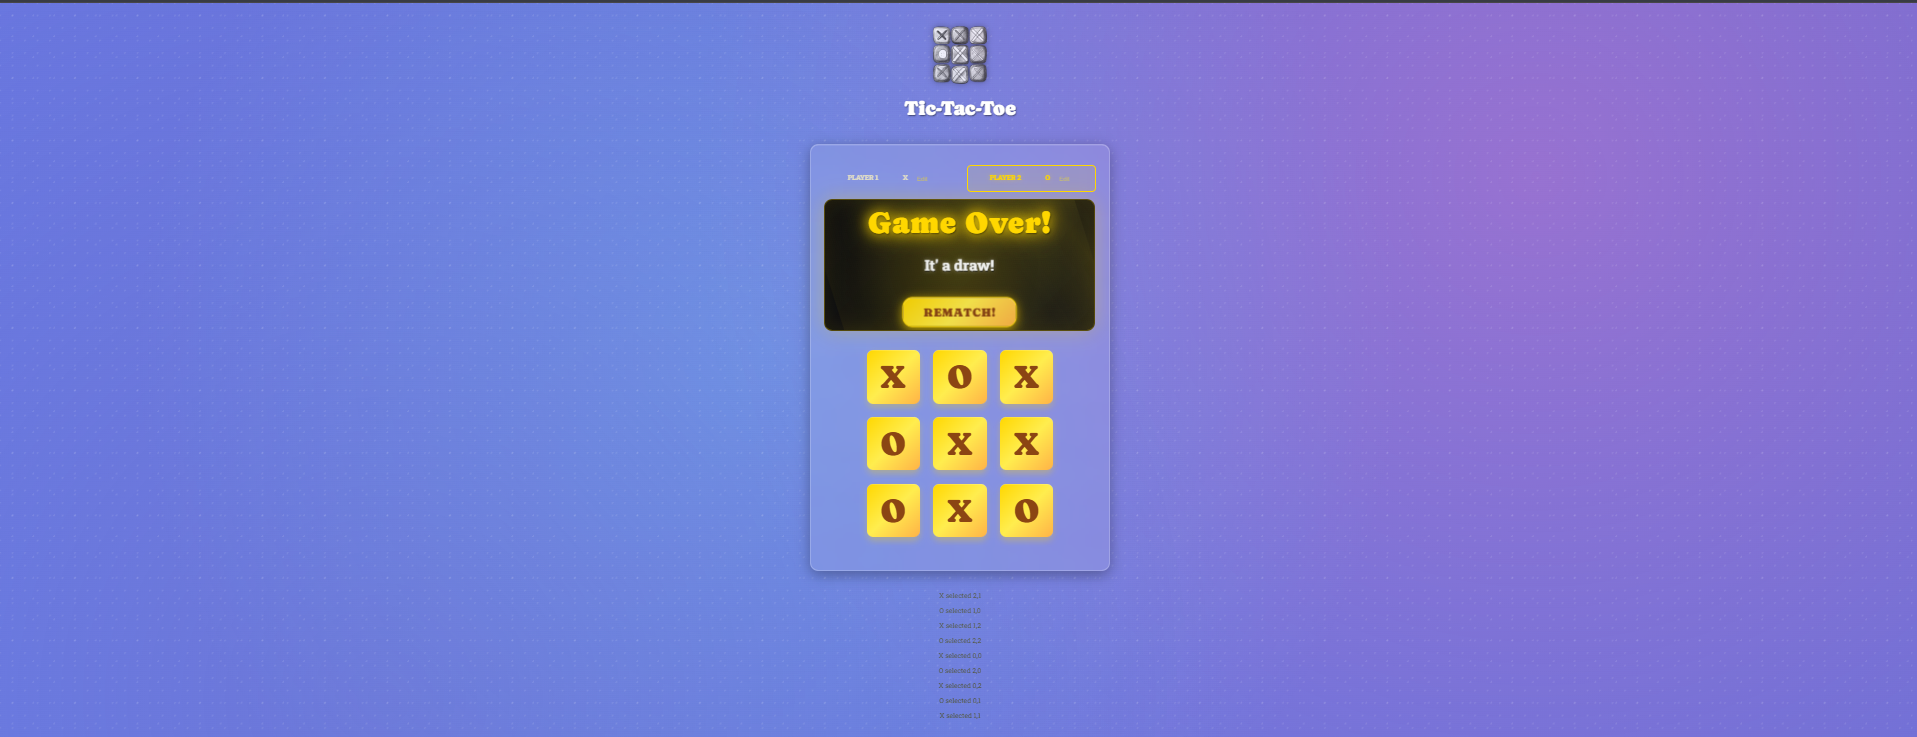 Tic-Tac-Toe
PLAYER 1 X Edit
PLAYER 2 O Edit
Game Over!
It' a draw!
REMATCH!
X O X
O X X
O X O
X selected 2,1
O selected 1,0
X selected 1,2
O selected 2,2
X selected 0,0
O selected 2,0
X selected 0,2
O selected 0,1
X selected 1,1